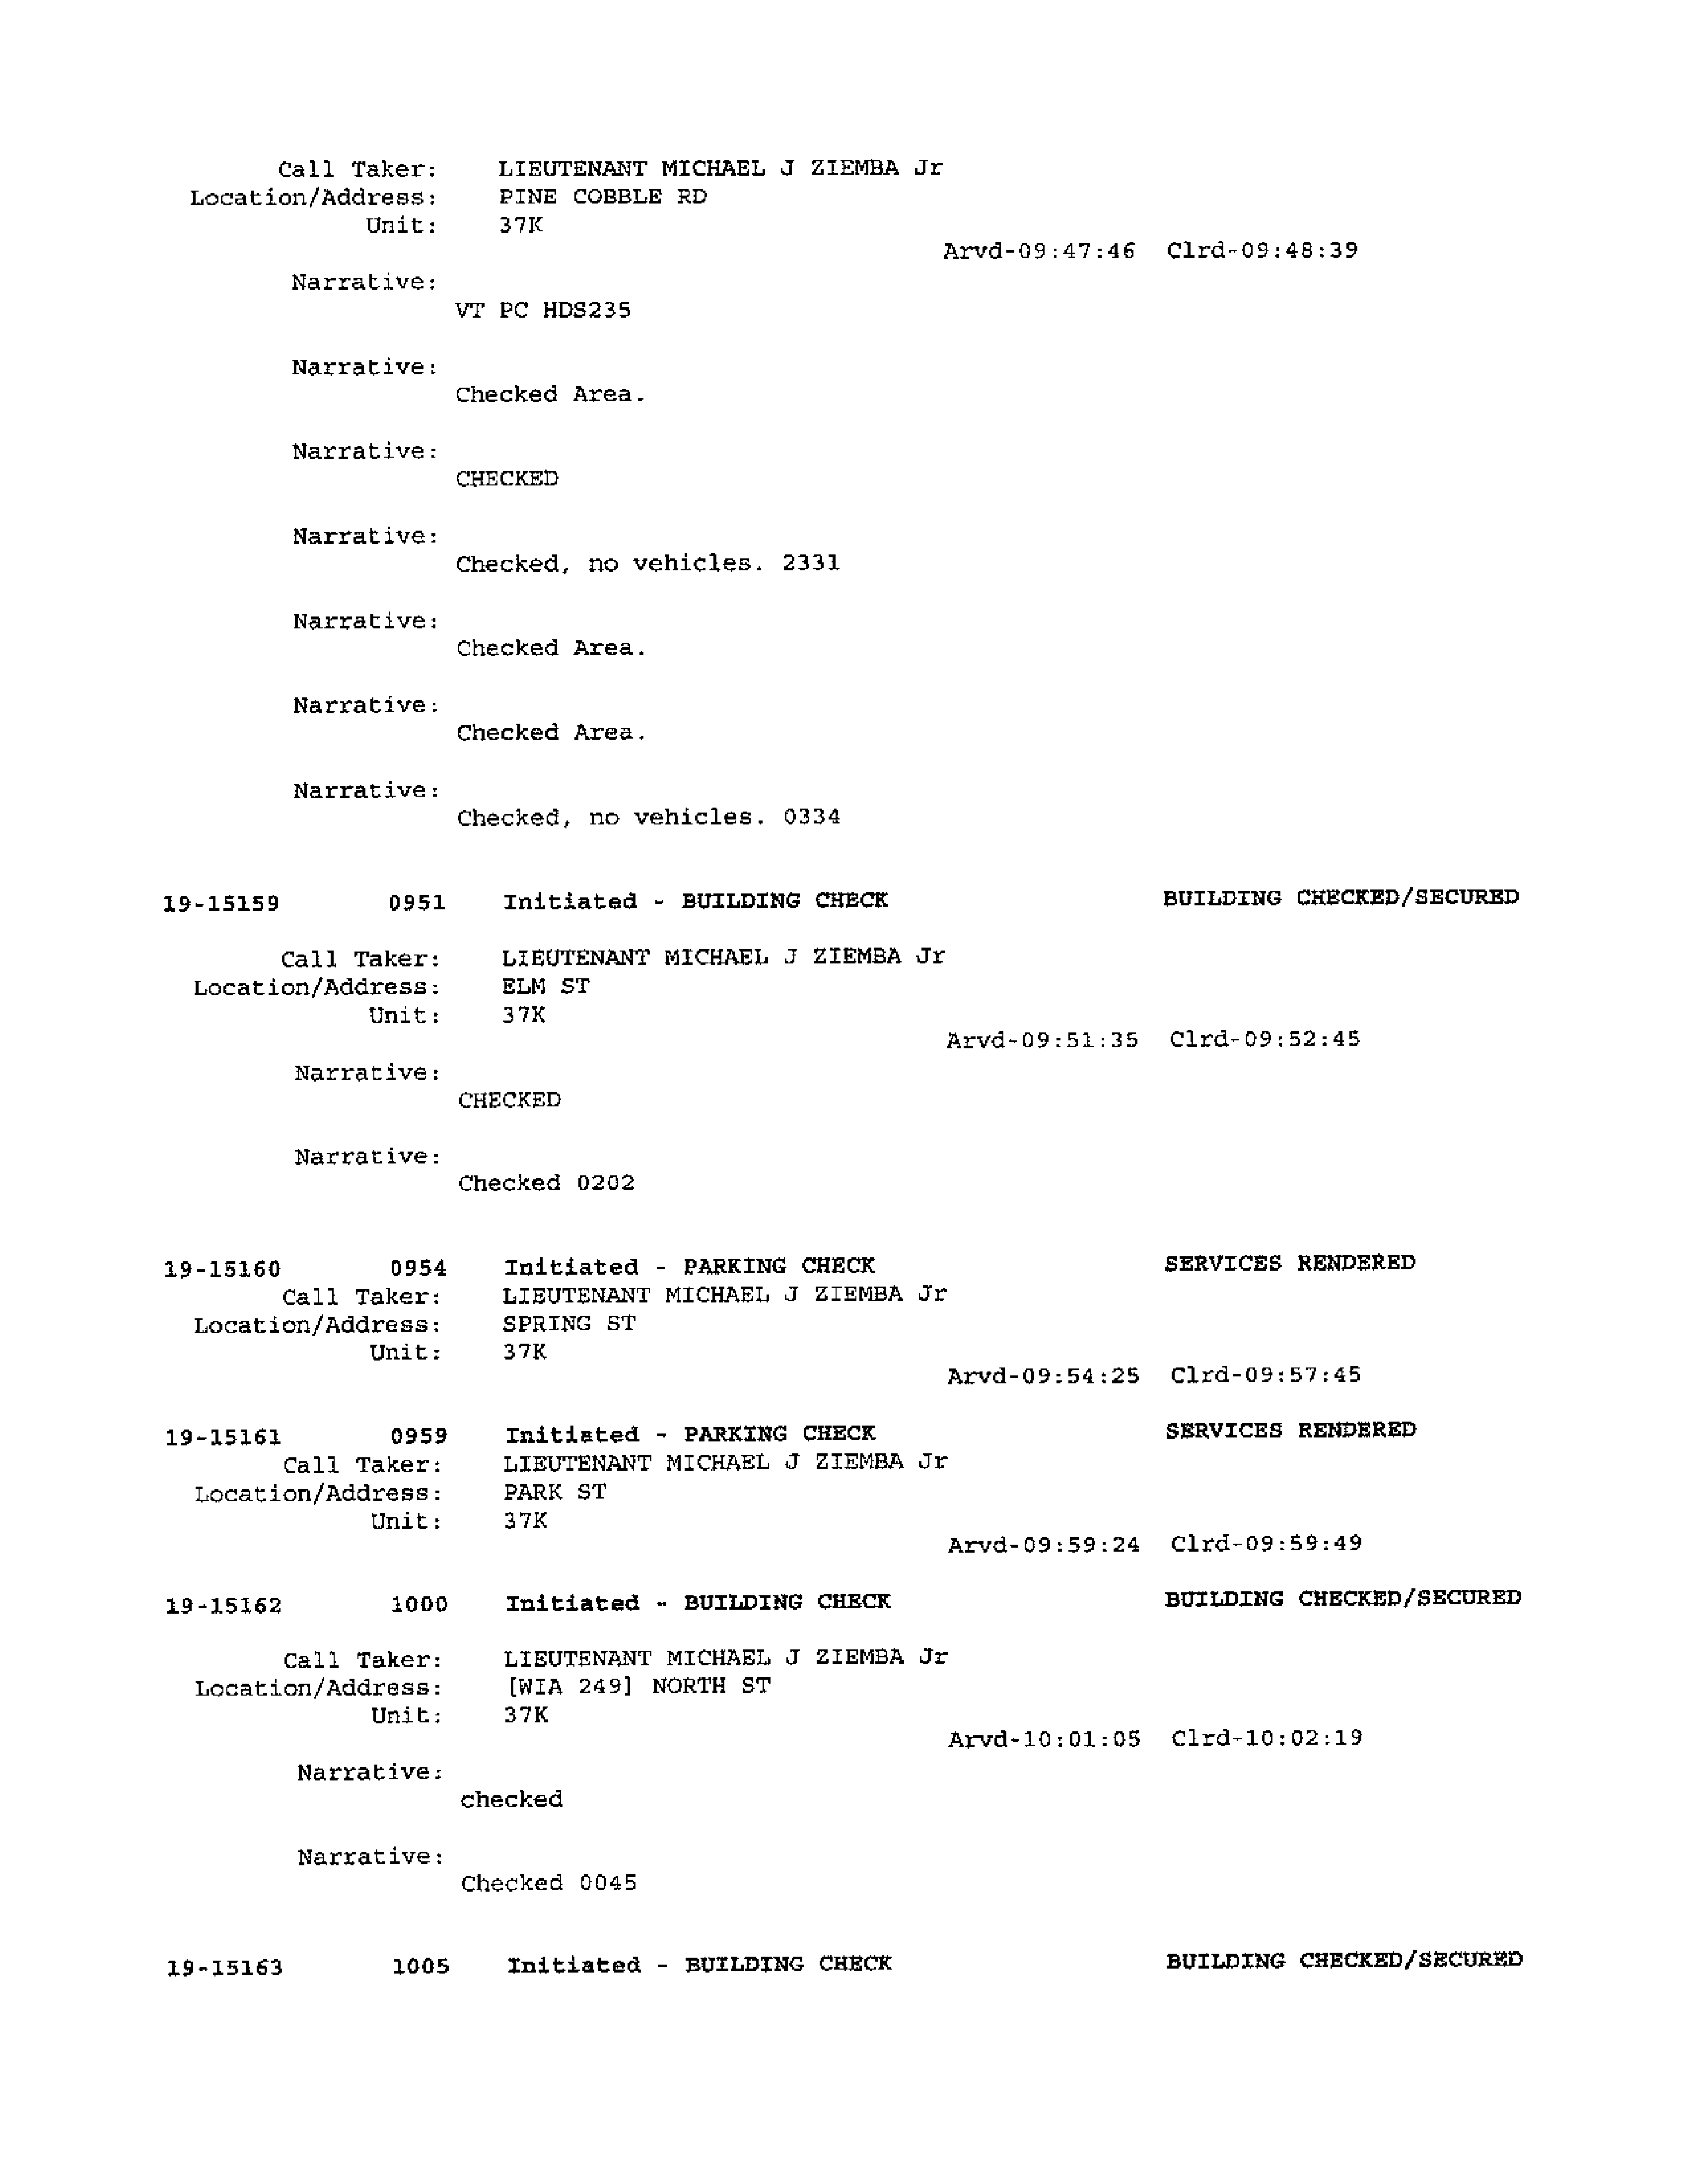 Call Taker: LIEUTENANT MICHAEL J ZIEMBA Jr
Location/Address: PINE COBBLE RD
Unit: 37K
Arvd-09:47:46 Clrd-09:48:39
Narrative:
VT PC HDS235
Narrative:
Checked Area.
Narrative:
CHECKED
Narrative:
Checked, no vehicles. 2331
Narrative:
Checked Area.
Narrative:
Checked Area.
Narrative:
Checked, no vehicles. 0334
19-15159 0951 Initiated - BUILDING CHECK BUILDING CHECKED/SECURED
Call Taker: LIEUTENANT MICHAEL J ZIEMBA Jr
Location/Address: ELM ST
Unit: 37K
Arvd-09:51:35 Clrd-09:52:45
Narrative:
CHECKED
Narrative:
Checked 0202
19-15160 0954 Initiated - PARKING CHECK SERVICES RENDERED
Call Taker: LIEUTENANT MICHAEL J ZIEMBA Jr
Location/Address: SPRING ST
Unit: 37K
Arvd-09:54:25 Clrd-09:57:45
19-15161 0959 Initiated - PARKING CHECK SERVICES RENDERED
Call Taker: LIEUTENANT MICHAEL J ZIEMBA Jr
Location/Address: PARK ST
Unit: 37K
Arvd-09:59:24 Clrd-09:59:49
19-15162 1000 Initiated - BUILDING CHECK BUILDING CHECKED/SECURED
Call Taker: LIEUTENANT MICHAEL J ZIEMBA Jr
Location/Address: [WIA 249] NORTH ST
Unit: 37K
Arvd-10:01:05 Clrd-10:02:19
Narrative:
checked
Narrative:
Checked 0045
19-15163 1005 Initiated - BUILDING CHECK BUILDING CHECKED/SECURED